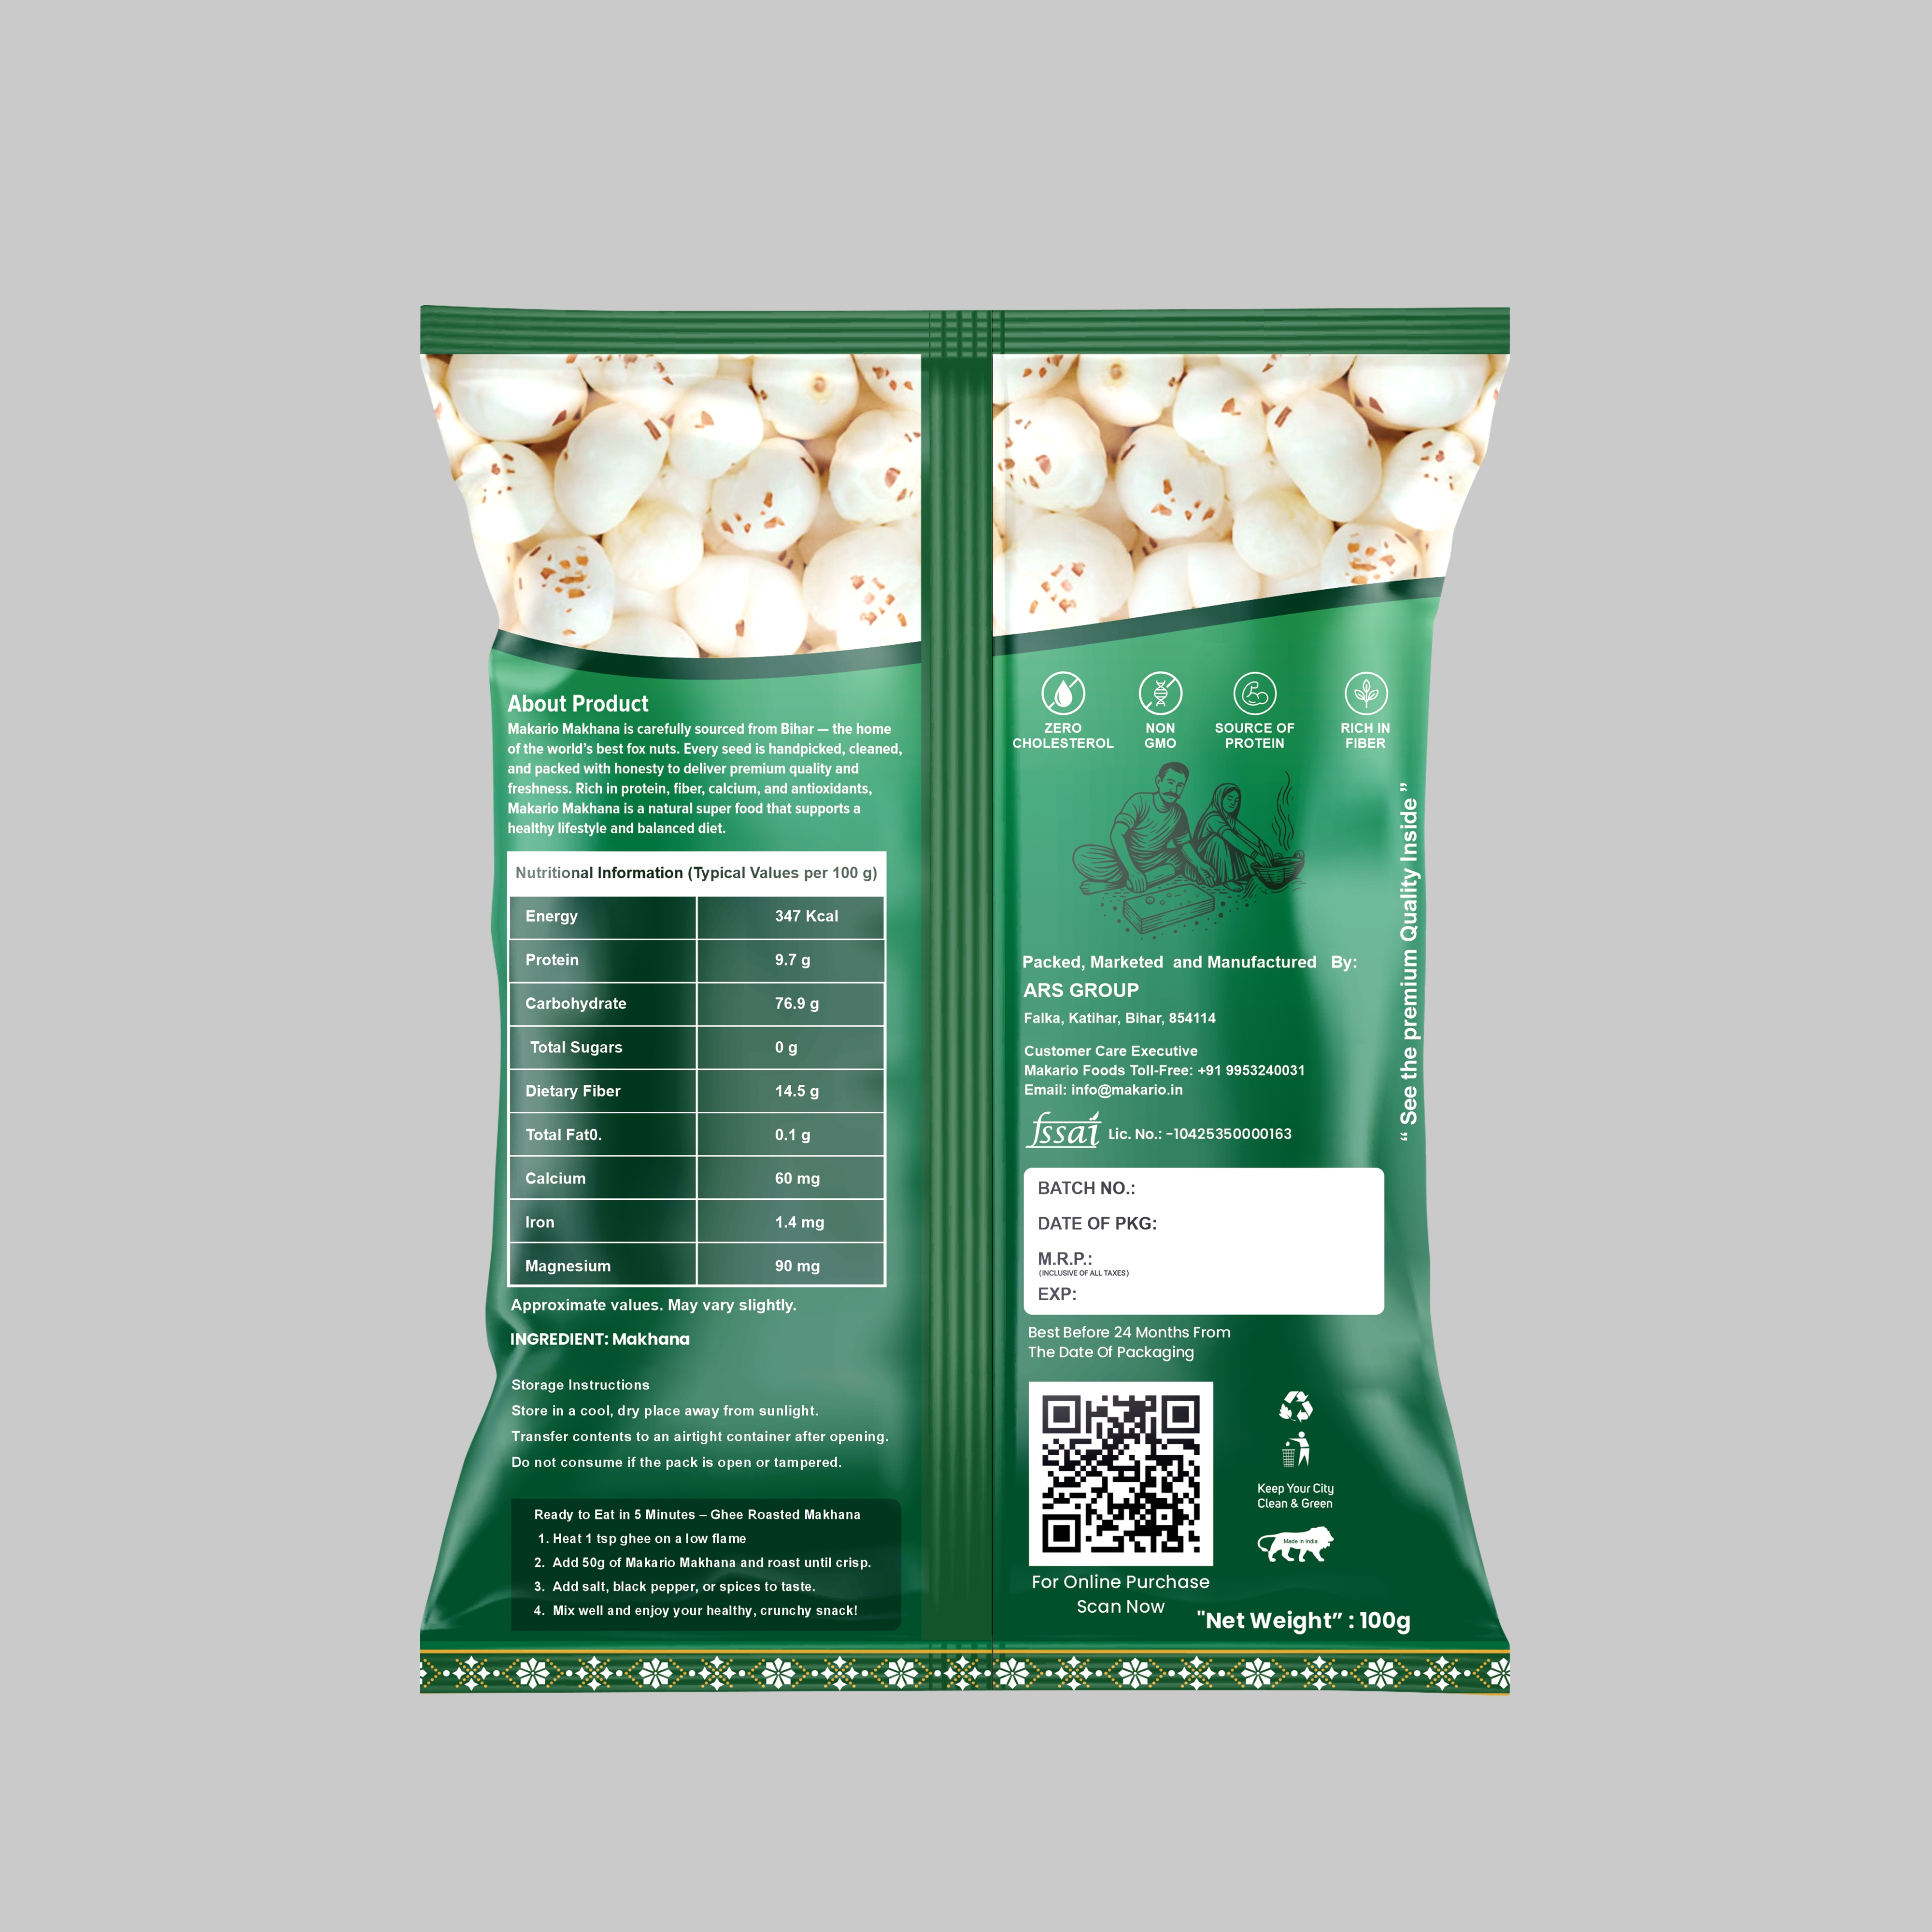 About Product
Makario Makhana is carefully sourced from Bihar — the home
of the world's best fox nuts. Every seed is handpicked, cleaned,
and packed with honesty to deliver premium quality and
freshness. Rich in protein, fiber, calcium, and antioxidants,
Makario Makhana is a natural super food that supports a
healthy lifestyle and balanced diet.
Nutritional Information (Typical Values per 100 g)
Energy 347 Kcal
Protein 9.7 g
Carbohydrate 76.9 g
Total Sugars 0 g
Dietary Fiber 14.5 g
Total Fat0. 0.1 g
Calcium 60 mg
Iron 1.4 mg
Magnesium 90 mg
Approximate values. May vary slightly.
INGREDIENT: Makhana
Storage Instructions
Store in a cool, dry place away from sunlight.
Transfer contents to an airtight container after opening.
Do not consume if the pack is open or tampered.
Ready to Eat in 5 Minutes – Ghee Roasted Makhana
1. Heat 1 tsp ghee on a low flame
2. Add 50g of Makario Makhana and roast until crisp.
3. Add salt, black pepper, or spices to taste.
4. Mix well and enjoy your healthy, crunchy snack!
ZERO CHOLESTEROL
NON GMO
SOURCE OF PROTEIN
RICH IN FIBER
“ See the premium Quality Inside ”
Packed, Marketed and Manufactured By:
ARS GROUP
Falka, Katihar, Bihar, 854114
Customer Care Executive
Makario Foods Toll-Free: +91 9953240031
Email: info@makario.in
fssai Lic. No.: -10425350000163
BATCH NO.:
DATE OF PKG:
M.R.P.:
(INCLUSIVE OF ALL TAXES)
EXP:
Best Before 24 Months From
The Date Of Packaging
For Online Purchase
Scan Now
Keep Your City
Clean & Green
Made in India
"Net Weight” : 100g